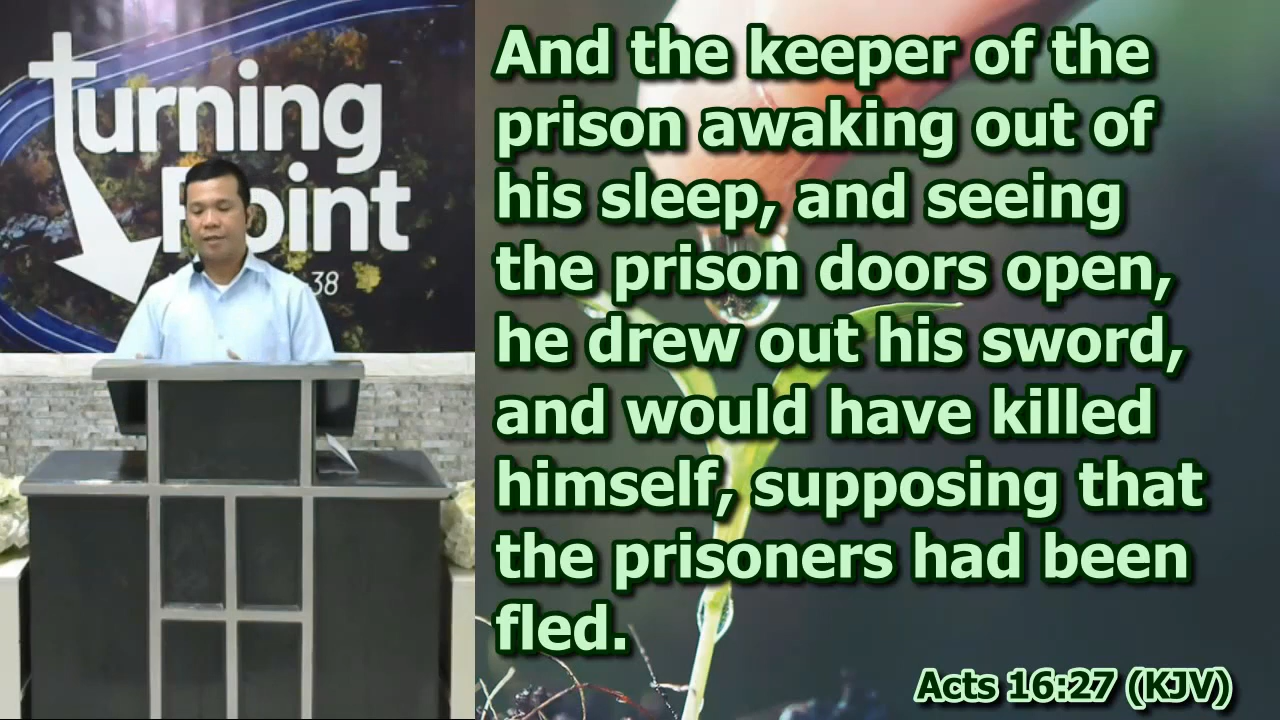 turning
Point
:38
And the keeper of the
prison awaking out of
his sleep, and seeing
the prison doors open,
he drew out his sword,
and would have killed
himself, supposing that
the prisoners had been
fled.
Acts 16:27 (KJV)